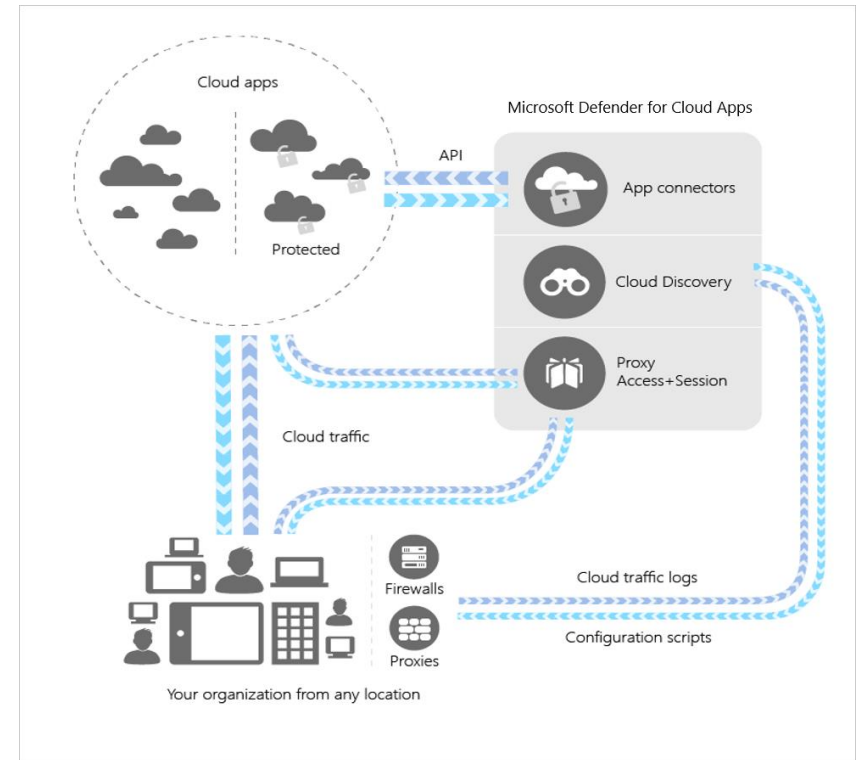 Cloud apps
Protected
API
Microsoft Defender for Cloud Apps
App connectors
Cloud Discovery
Proxy
Access+Session
Cloud traffic
Firewalls
Proxies
Cloud traffic logs
Configuration scripts
Your organization from any location